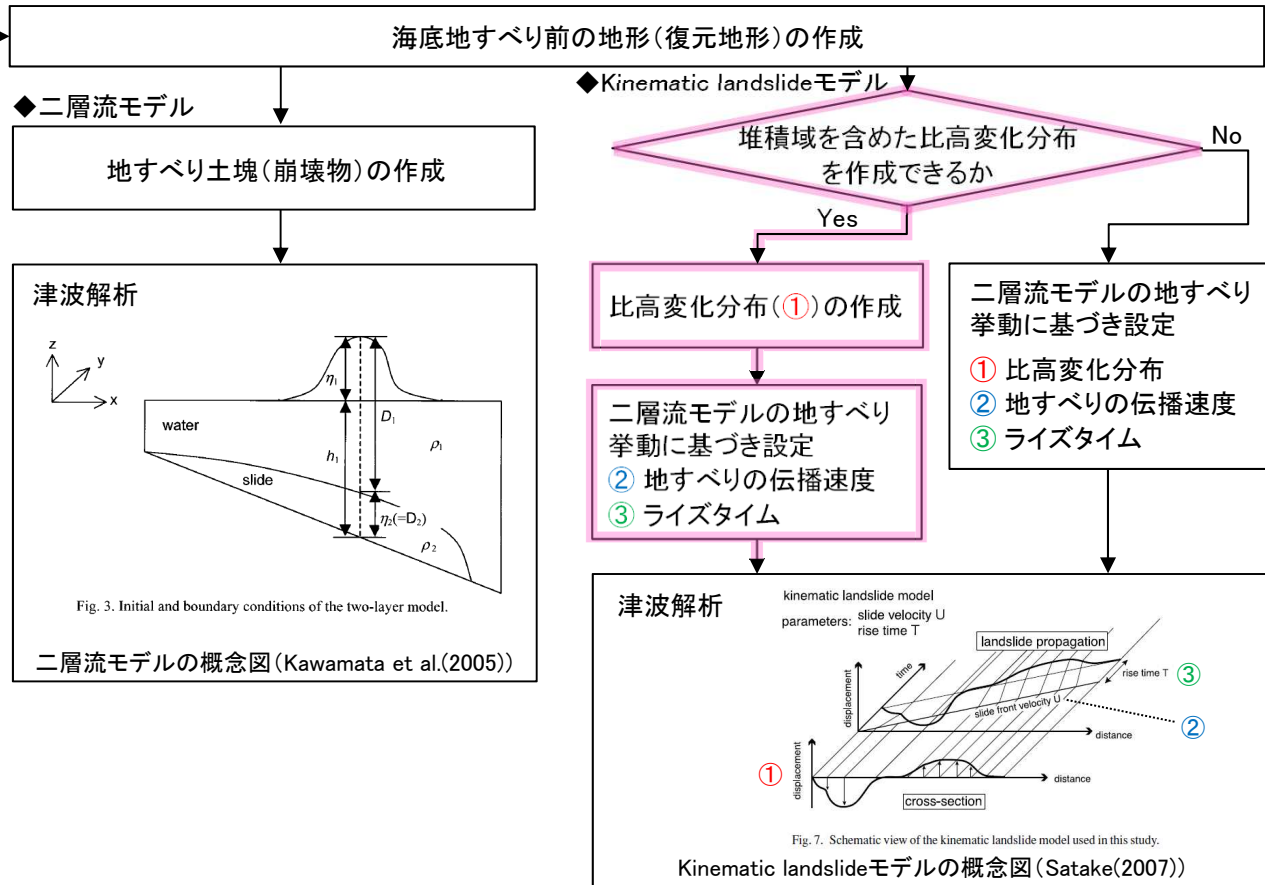 海底地すべり前の地形(復元地形)の作成
◆二層流モデル
地すべり土塊(崩壊物)の作成
津波解析
z
y
x
η1
D1
water
h1
ρ1
slide
η2(=D2)
ρ2
Fig. 3. Initial and boundary conditions of the two-layer model.
二層流モデルの概念図(Kawamata et al.(2005))
◆Kinematic landslideモデル
堆積域を含めた比高変化分布
を作成できるか
No
Yes
比高変化分布(①)の作成
二層流モデルの地すべり
挙動に基づき設定
② 地すべりの伝播速度
③ ライズタイム
二層流モデルの地すべり
挙動に基づき設定
① 比高変化分布
② 地すべりの伝播速度
③ ライズタイム
津波解析
kinematic landslide model
parameters: slide velocity U
rise time T
landslide propagation
time
displacement
rise time T
③
slide front velocity U
②
distance
①
displacement
distance
cross-section
Fig. 7. Schematic view of the kinematic landslide model used in this study.
Kinematic landslideモデルの概念図(Satake(2007))